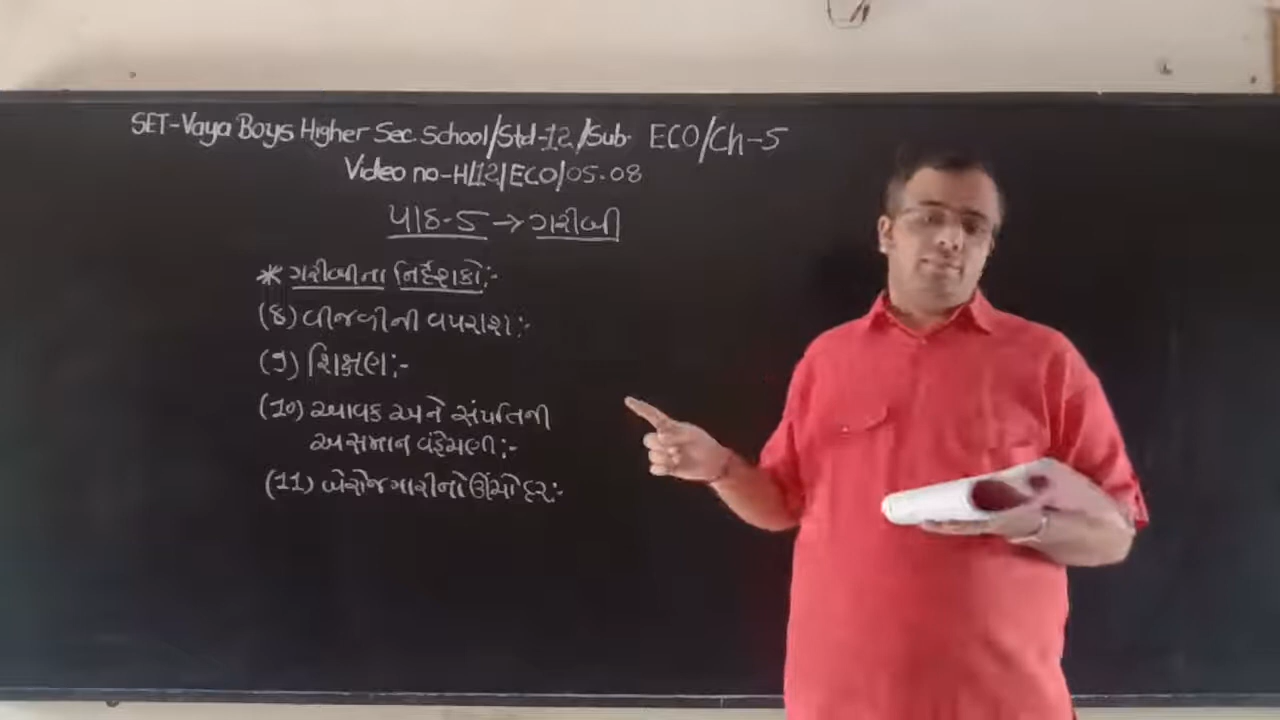 SET-Vaya Boys Higher Sec. School/Std-12/Sub- ECO/Ch-5
Video no-H/12/ECO/05.08
પાઠ-5 → ગરીબી
* ગરીબીના નિર્દેશકો:-
(8) વીજળીની વપરાશ:-
(9) શિક્ષણ:-
(10) આવક અને સંપતિની
અસમાન વહેંચણી:-
(11) બેરોજગારીનો ઊંચો દર:-